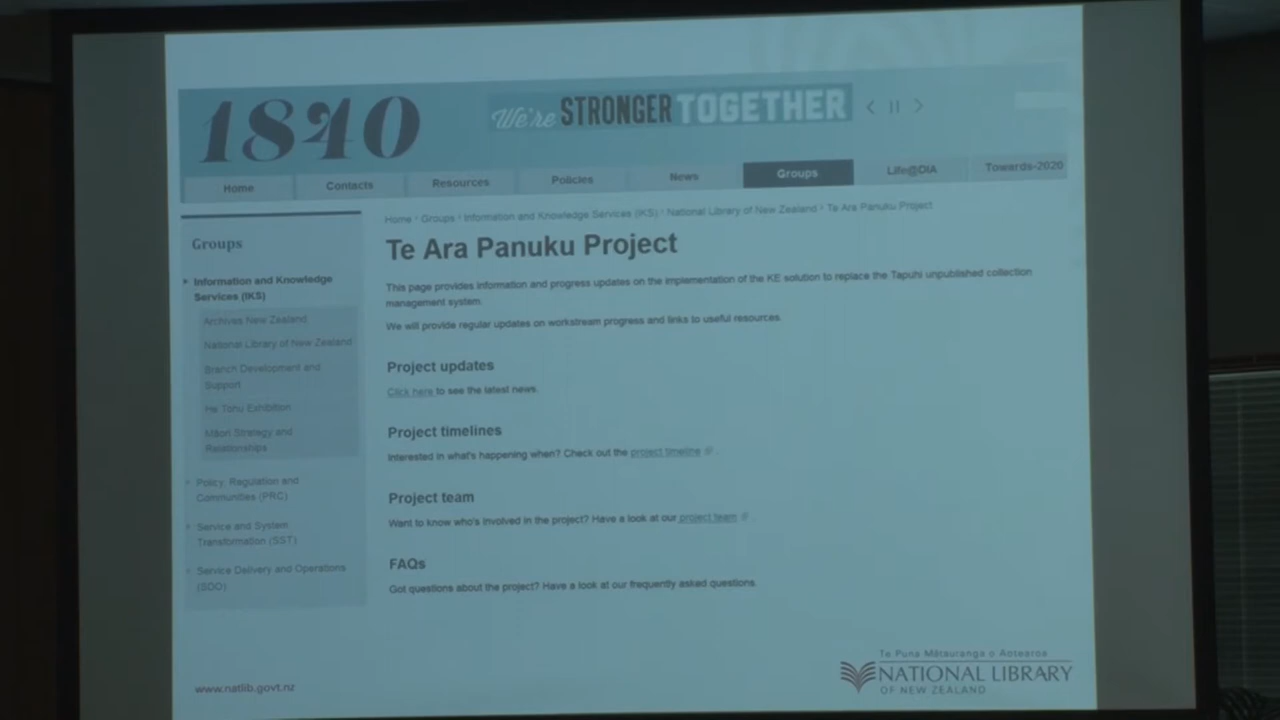 1840
We're STRONGER TOGETHER
Home
Contacts
Resources
Policies
News
Groups
Life@DIA
Towards-2020
Home › Groups › Information and Knowledge Services (IKS) › National Library of New Zealand › Te Ara Panuku Project
Groups
Information and Knowledge
Services (IKS)
Archives New Zealand
National Library of New Zealand
Branch Development and
Support
He Tohu Exhibition
Māori Strategy and
Relationships
Policy, Regulation and
Communities (PRC)
Service and System
Transformation (SST)
Service Delivery and Operations
(SDO)
Te Ara Panuku Project
This page provides information and progress updates on the implementation of the KE solution to replace the Tapuhi unpublished collection
management system.
We will provide regular updates on workstream progress and links to useful resources.
Project updates
Click here to see the latest news.
Project timelines
Interested in what's happening when? Check out the project timeline .
Project team
Want to know who's involved in the project? Have a look at our project team .
FAQs
Got questions about the project? Have a look at our frequently asked questions.
www.natlib.govt.nz
Te Puna Mātauranga o Aotearoa
NATIONAL LIBRARY
OF NEW ZEALAND